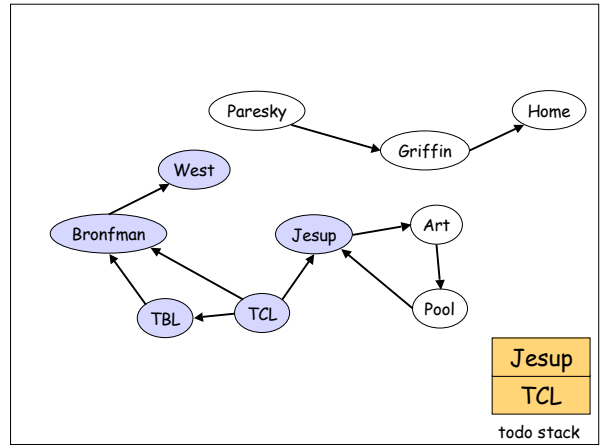 Paresky
Home
Griffin
West
Bronfman
Jesup
Art
TBL
TCL
Pool
Jesup
TCL
todo stack